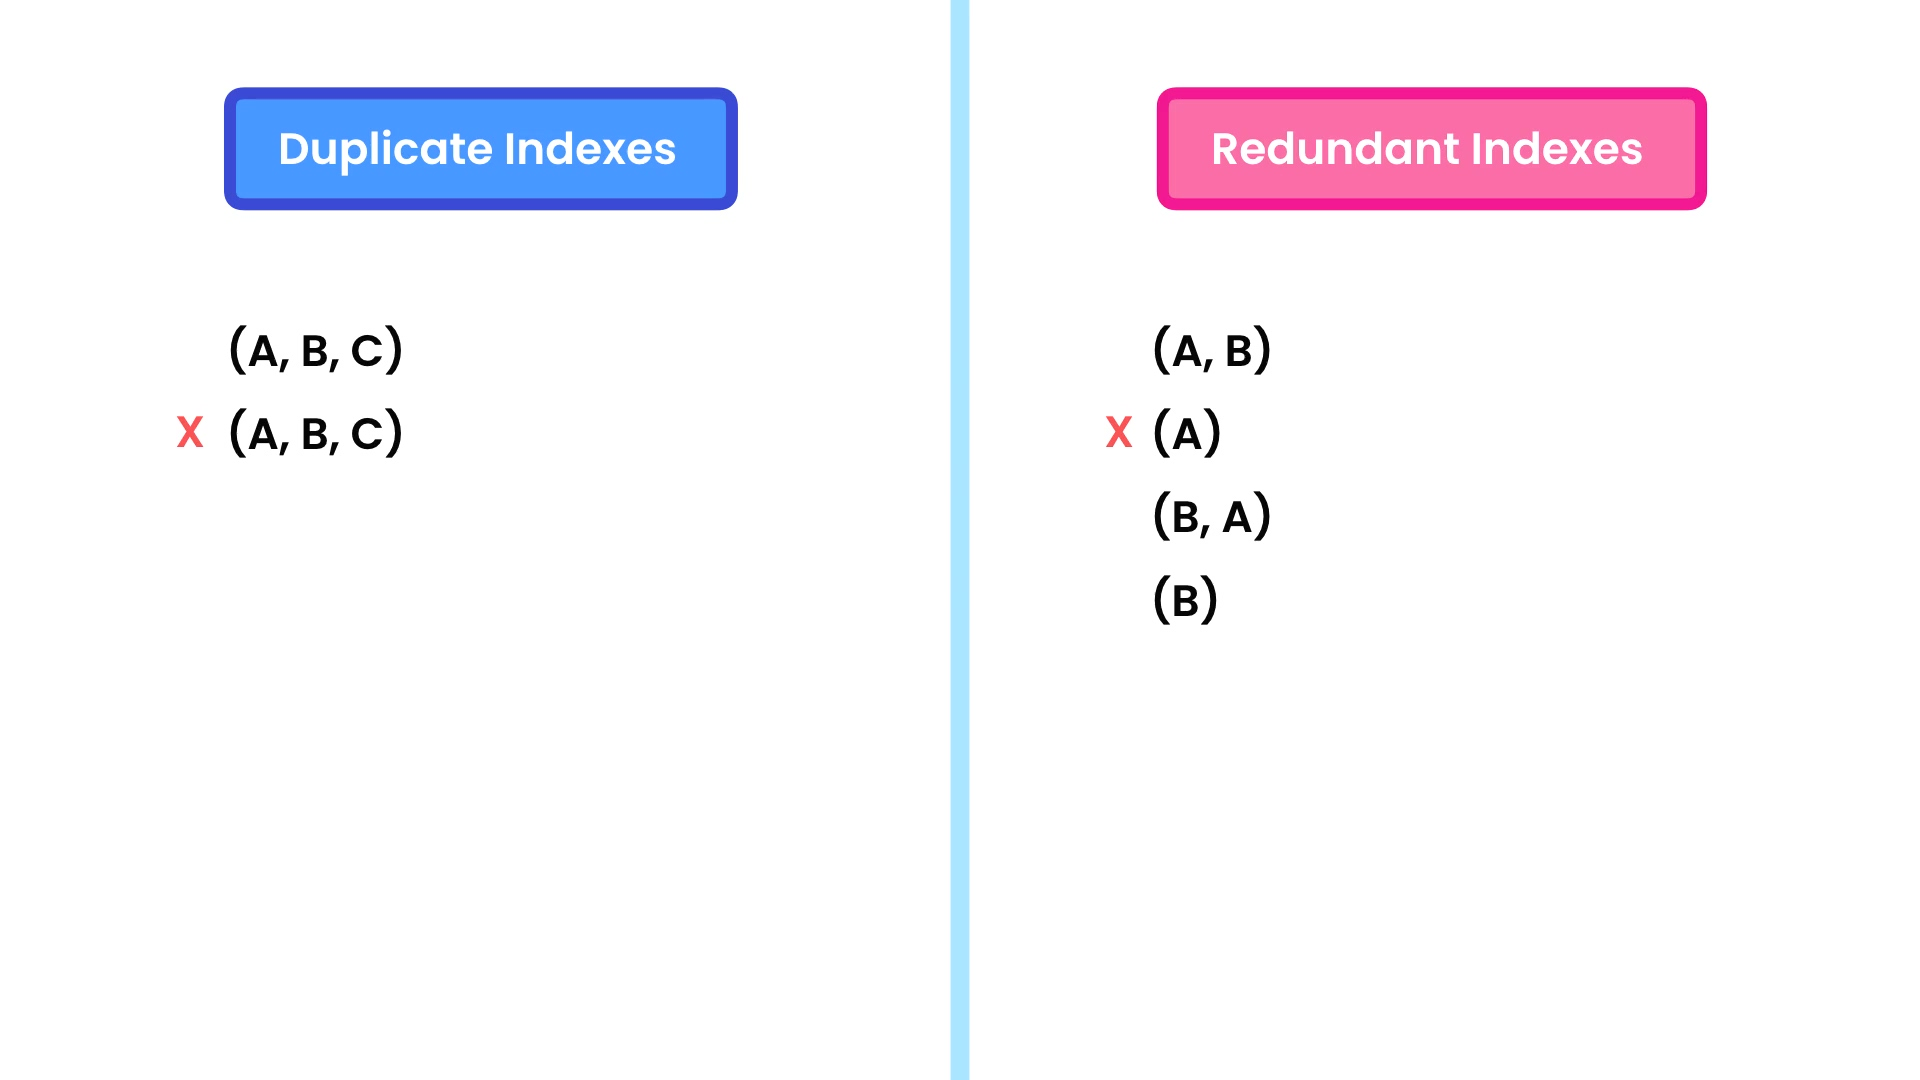 Duplicate Indexes
(A, B, C)
X (A, B, C)
Redundant Indexes
(A, B)
X (A)
(B, A)
(B)